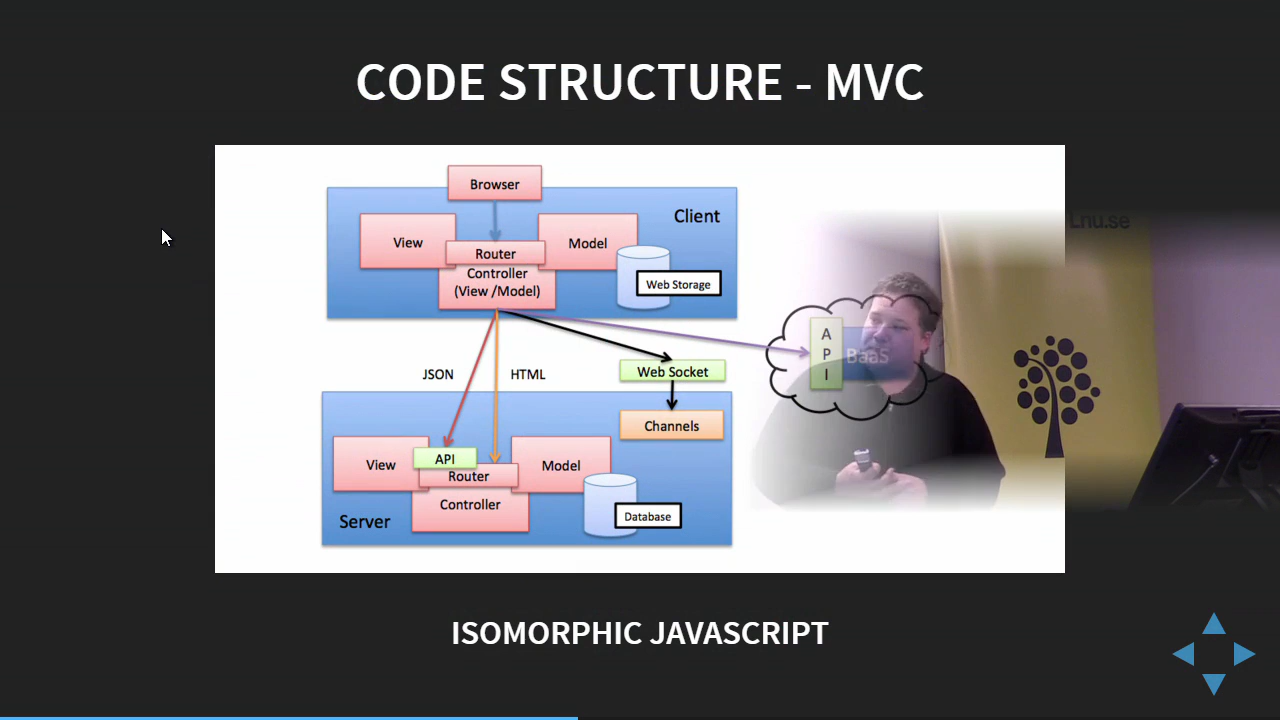 CODE STRUCTURE - MVC
Browser
Client
View
Model
Router
Controller
(View /Model)
Web Storage
Lnu.se
JSON
HTML
Web Socket
API
BaaS
Channels
View
API
Router
Model
Controller
Server
Database
ISOMORPHIC JAVASCRIPT